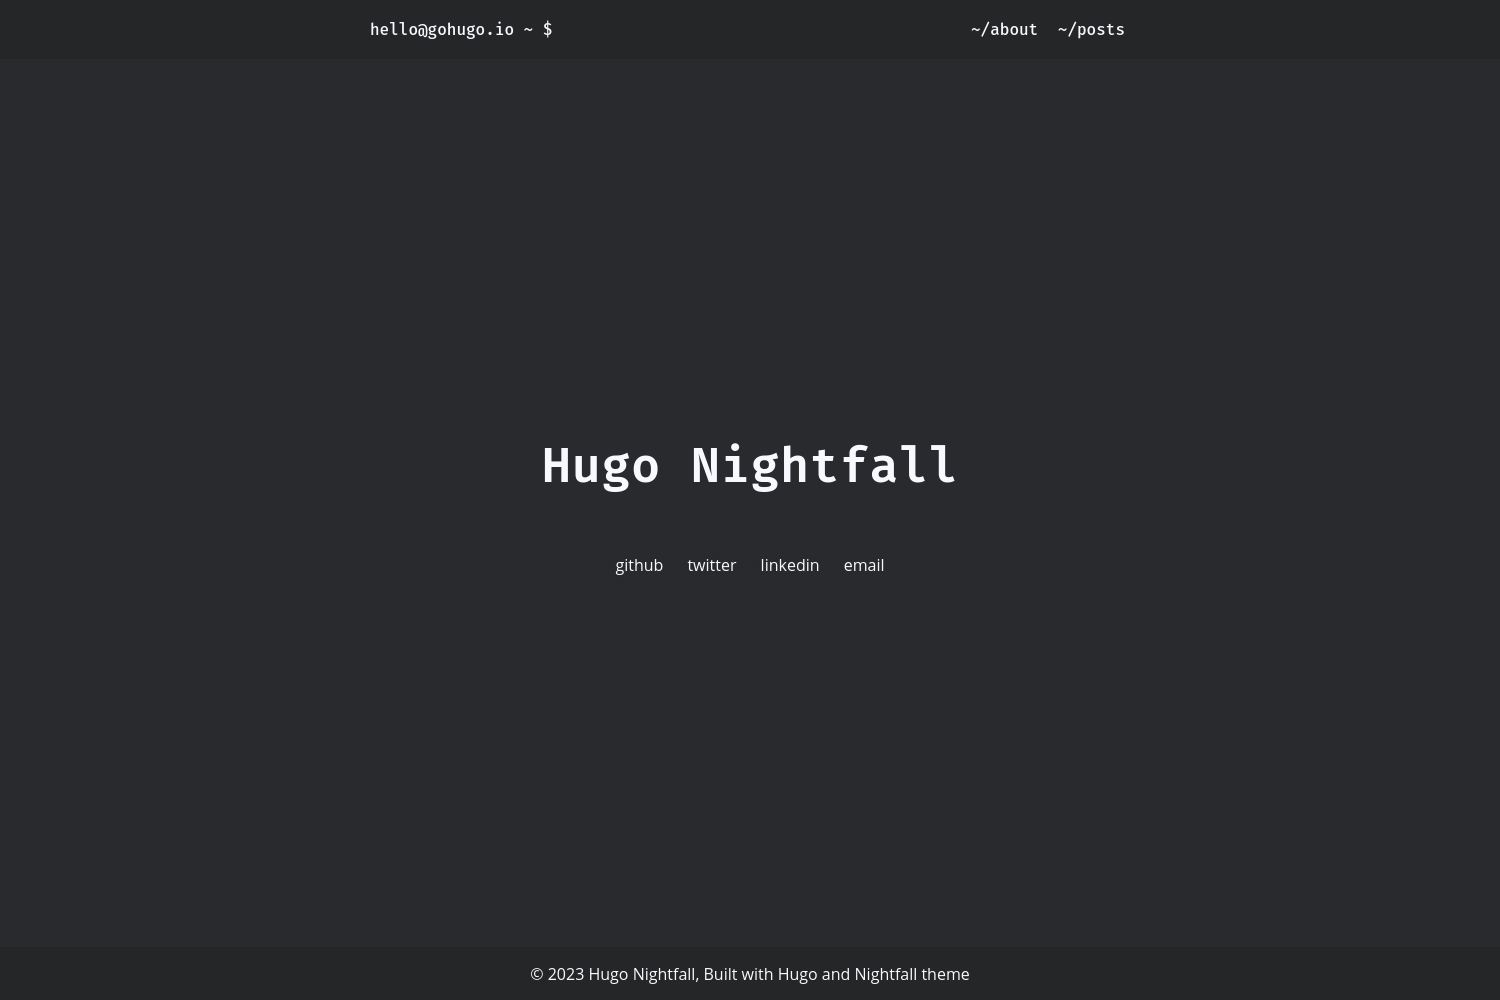 hello@gohugo.io ~ $
~/about ~/posts
Hugo Nightfall
github twitter linkedin email
© 2023 Hugo Nightfall, Built with Hugo and Nightfall theme